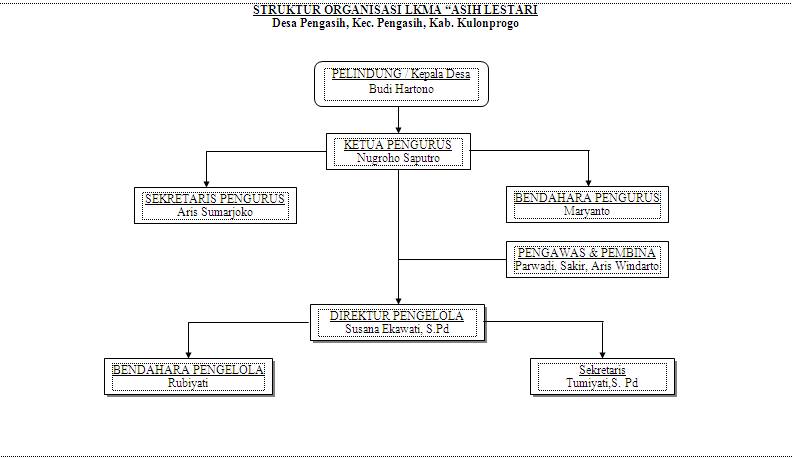 STRUKTUR ORGANISASI LKMA “ASIH LESTARI
Desa Pengasih, Kec. Pengasih, Kab. Kulonprogo
PELINDUNG / Kepala Desa
Budi Hartono
KETUA PENGURUS
Nugroho Saputro
SEKRETARIS PENGURUS
Aris Sumarjoko
BENDAHARA PENGURUS
Maryanto
PENGAWAS & PEMBINA
Parwadi, Sakir, Aris Windarto
DIREKTUR PENGELOLA
Susana Ekawati, S.Pd
BENDAHARA PENGELOLA
Rubiyati
Sekretaris
Tumiyati,S. Pd